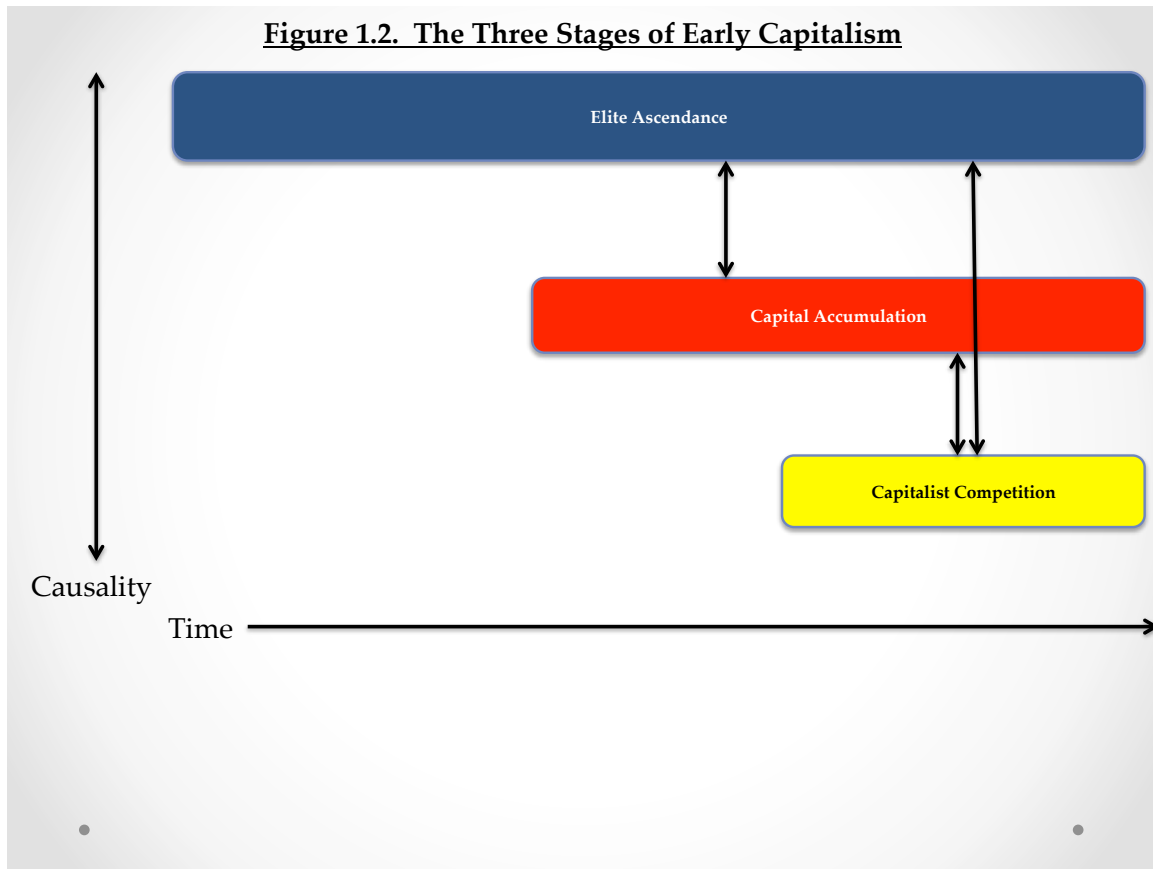 Figure 1.2.  The Three Stages of Early Capitalism
Elite Ascendance
Capital Accumulation
Capitalist Competition
Causality
Time